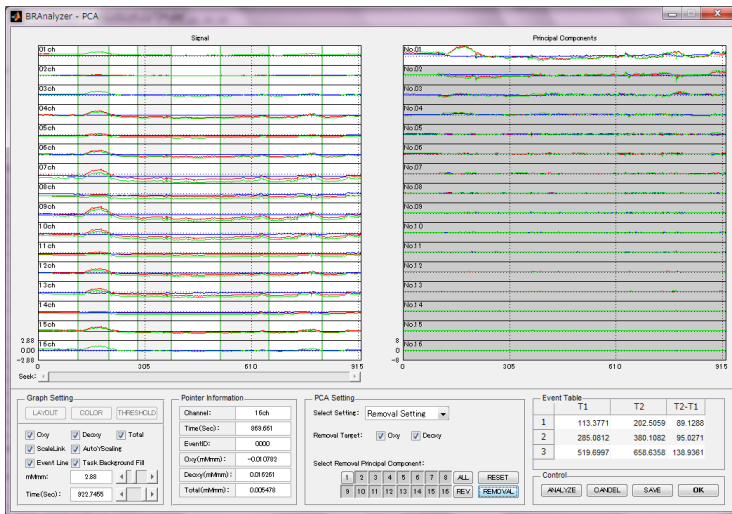 BRAnalyzer - PCA
Signal
Principal Components
01 ch
02ch
03 ch
04ch
05ch
06ch
07ch
08ch
09ch
10ch
11 ch
12ch
13ch
14ch
15ch
16ch
2.88
0.00
-2.88
0 305 610 915
No.01
No.02
No.03
No.04
No.05
No.06
No.07
No.08
No.09
No.10
No.11
No.12
No.13
No.14
No.15
No.16
8
0
-8
0 305 610 915
Seek:
Graph Setting
LAYOUT COLOR THRESHOLD
Oxy Deoxy Total
ScaleLink AutoYScaling
Event Line Task Background Fill
mMmm: 2.88
Time(Sec): 922.7455
Pointer Information
Channel: 16ch
Time(Sec): 869.661
EventID: 0000
Oxy(mMmm): -0.010782
Deoxy(mMmm): 0.016261
Total(mMmm): 0.005478
PCA Setting
Select Setting: Removal Setting
Removal Target: Oxy Deoxy
Select Removal Principal Component:
1 2 3 4 5 6 7 8 ALL RESET
9 10 11 12 13 14 15 16 REV REMOVAL
Event Table
T1 T2 T2-T1
1 113.3771 202.5059 89.1288
2 285.0812 380.1082 95.0271
3 519.6997 658.6358 138.9361
Control
ANALYZE CANDEL SAVE OK